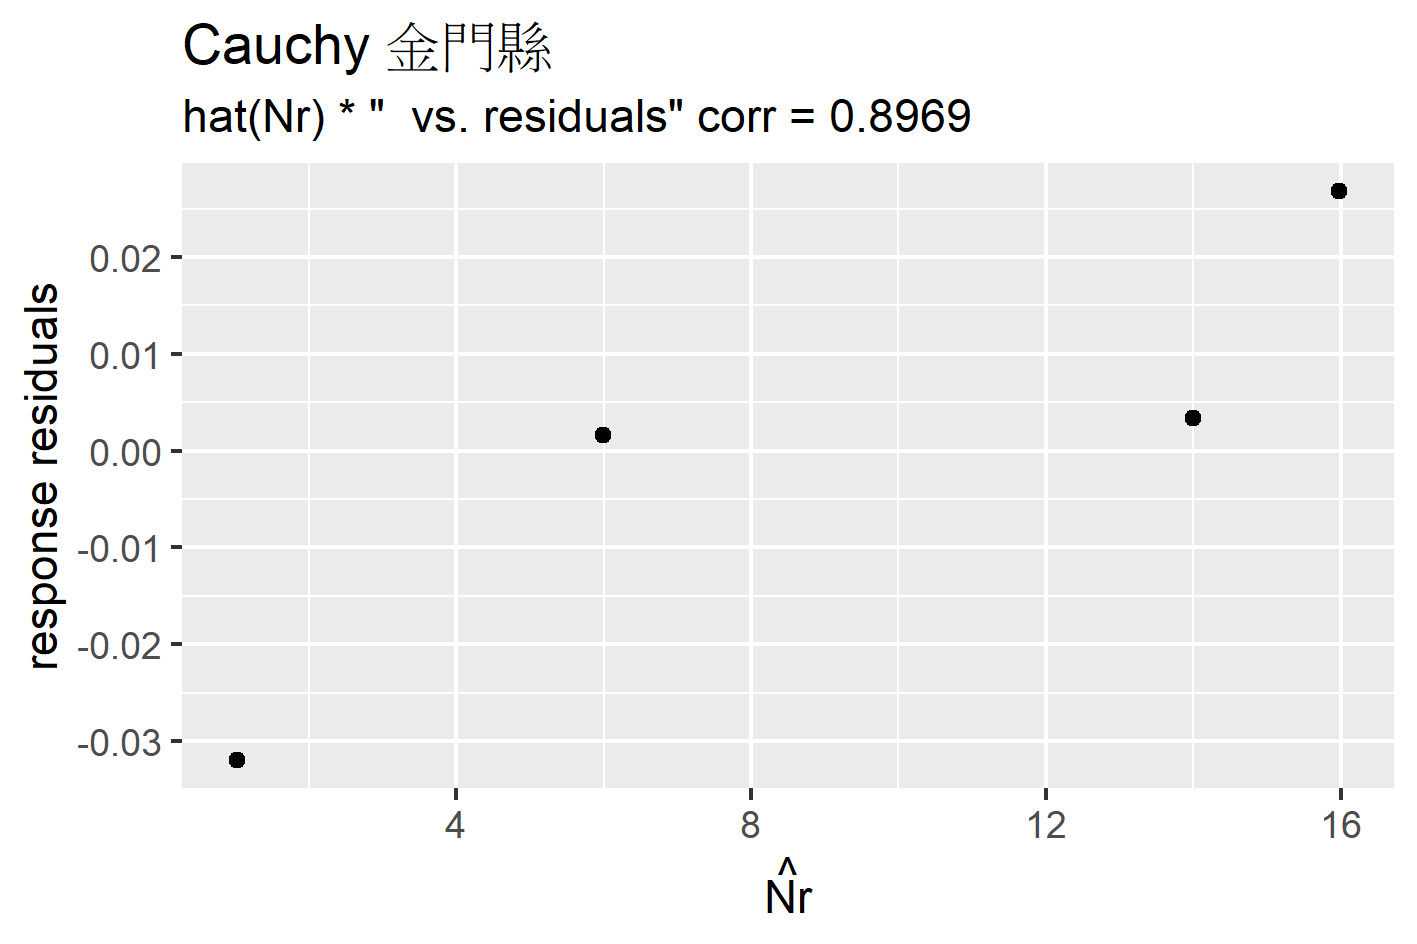 Cauchy 金門縣
hat(Nr) * "  vs. residuals" corr = 0.8969
response residuals
0.02
0.01
0.00
-0.01
-0.02
-0.03
4 8 12 16
N̂r